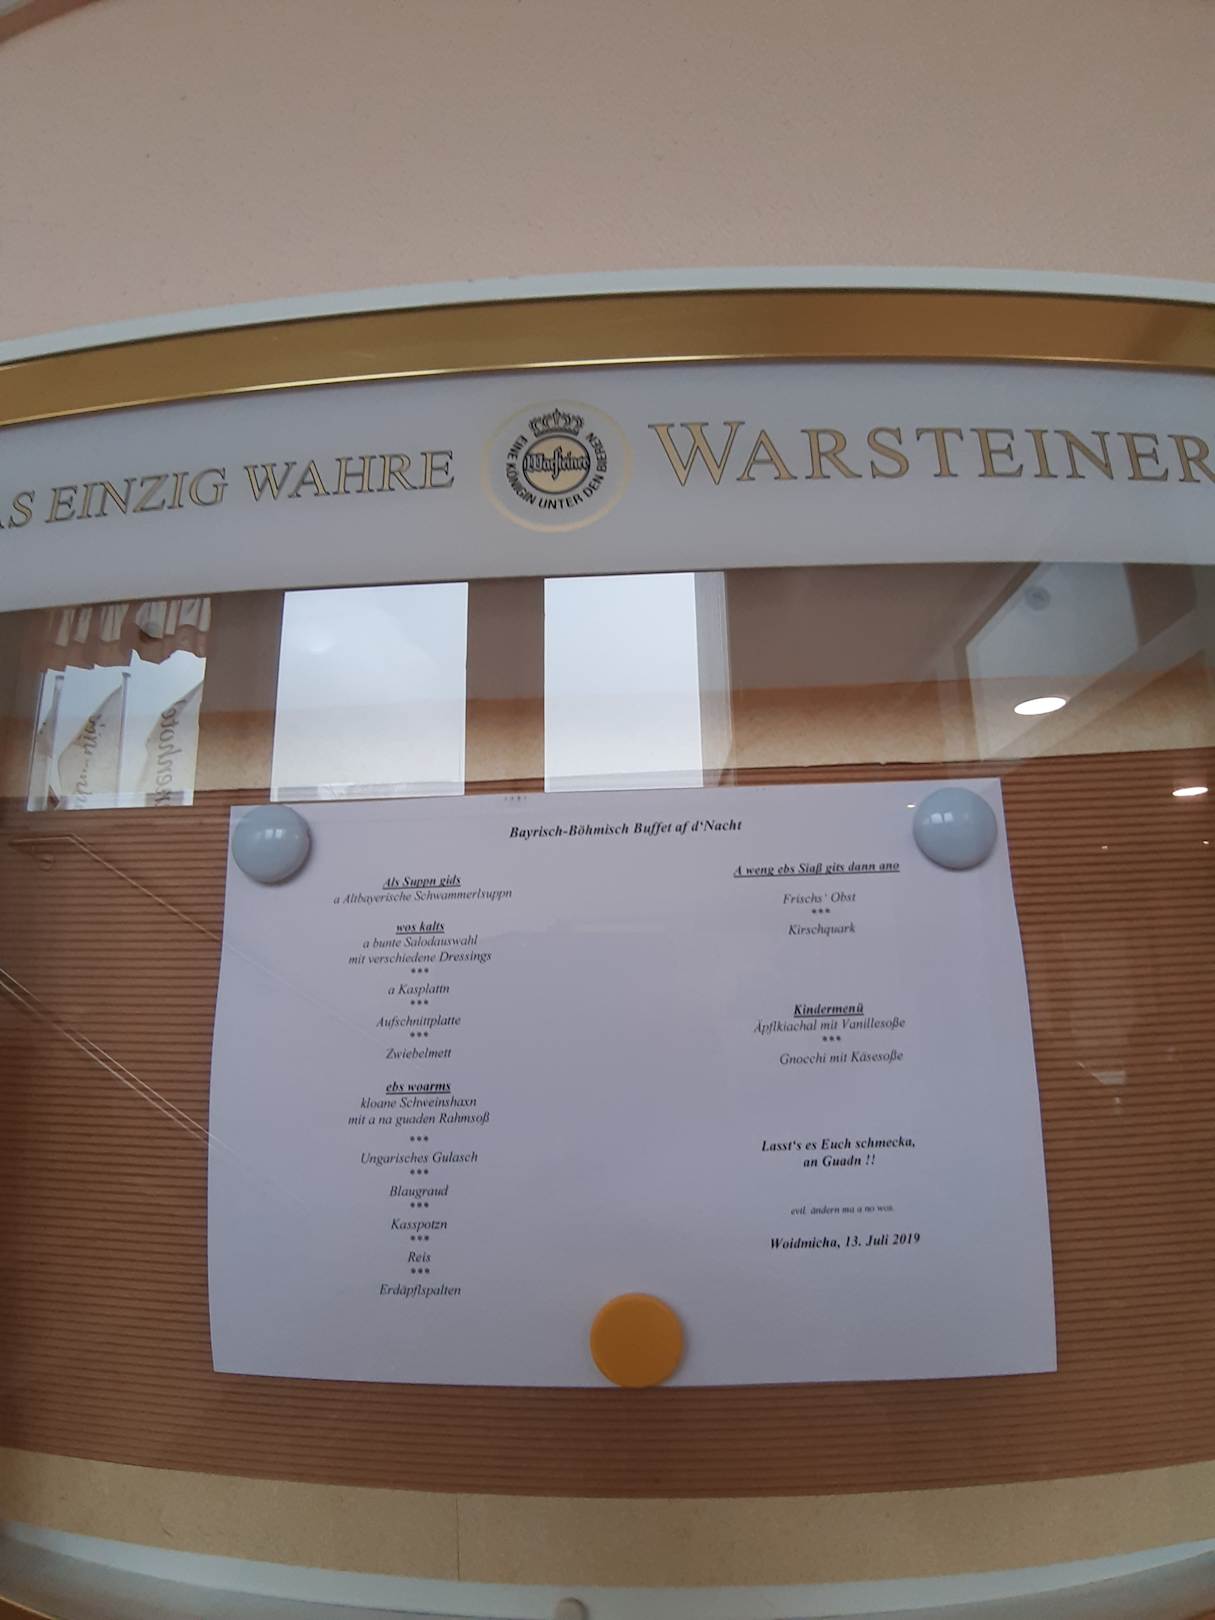 AS EINZIG WAHRE
EINE KÖNIGIN UNTER DEN BIEREN
Warsteiner
WARSTEINER
Bayrisch-Böhmisch Buffet af d'Nacht
Als Suppn gids
a Altbayerische Schwammerlsuppn
wos kalts
a bunte Salodauswahl
mit verschiedene Dressings
***
a Kasplattn
***
Aufschnittplatte
***
Zwiebelmett
ebs woarms
kloane Schweinshaxn
mit a na guaden Rahmsoß
***
Ungarisches Gulasch
***
Blaugraud
***
Kasspotzn
***
Reis
***
Erdäpflspalten
A weng ebs Siaß gits dann ano
Frischs' Obst
***
Kirschquark
Kindermenü
Äpflkiachal mit Vanillesoße
***
Gnocchi mit Käsesoße
Lasst's es Euch schmecka,
an Guadn !!
evtl. ändern ma a no wos.
Woidmicha, 13. Juli 2019